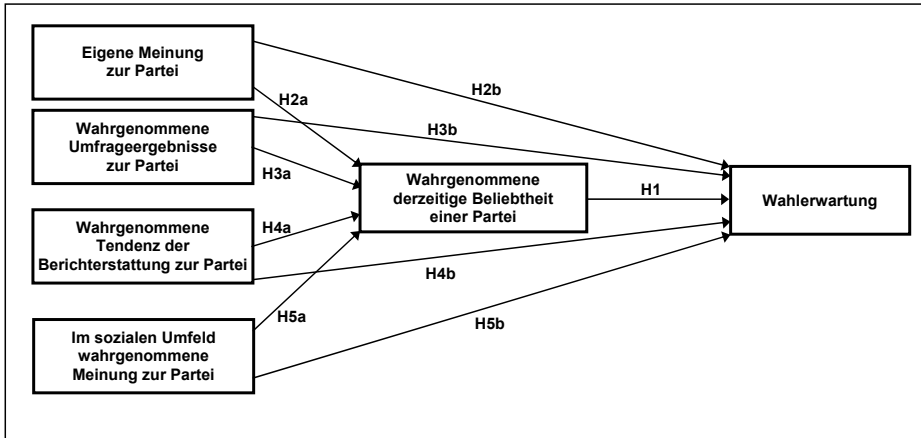 Eigene Meinung
zur Partei
H2b
H2a
Wahrgenommene
Umfrageergebnisse
zur Partei
H3b
H3a
Wahrgenommene
derzeitige Beliebtheit
einer Partei
H1
Wahlerwartung
Wahrgenommene
Tendenz der
Berichterstattung zur Partei
H4a
H4b
Im sozialen Umfeld
wahrgenommene
Meinung zur Partei
H5a
H5b